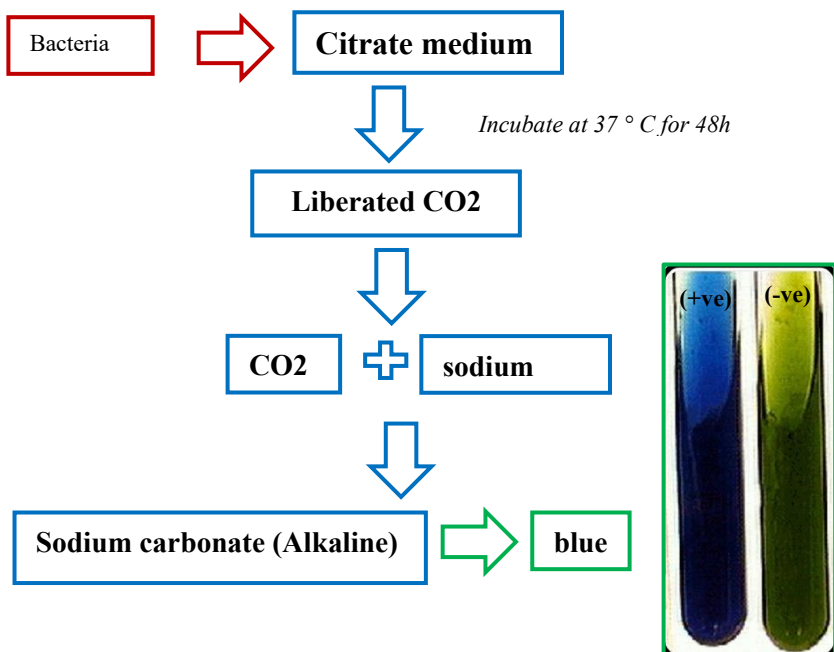 Bacteria
Citrate medium
Incubate at 37 ° C for 48h
Liberated CO2
CO2
sodium
(+ve)
(-ve)
Sodium carbonate (Alkaline)
blue